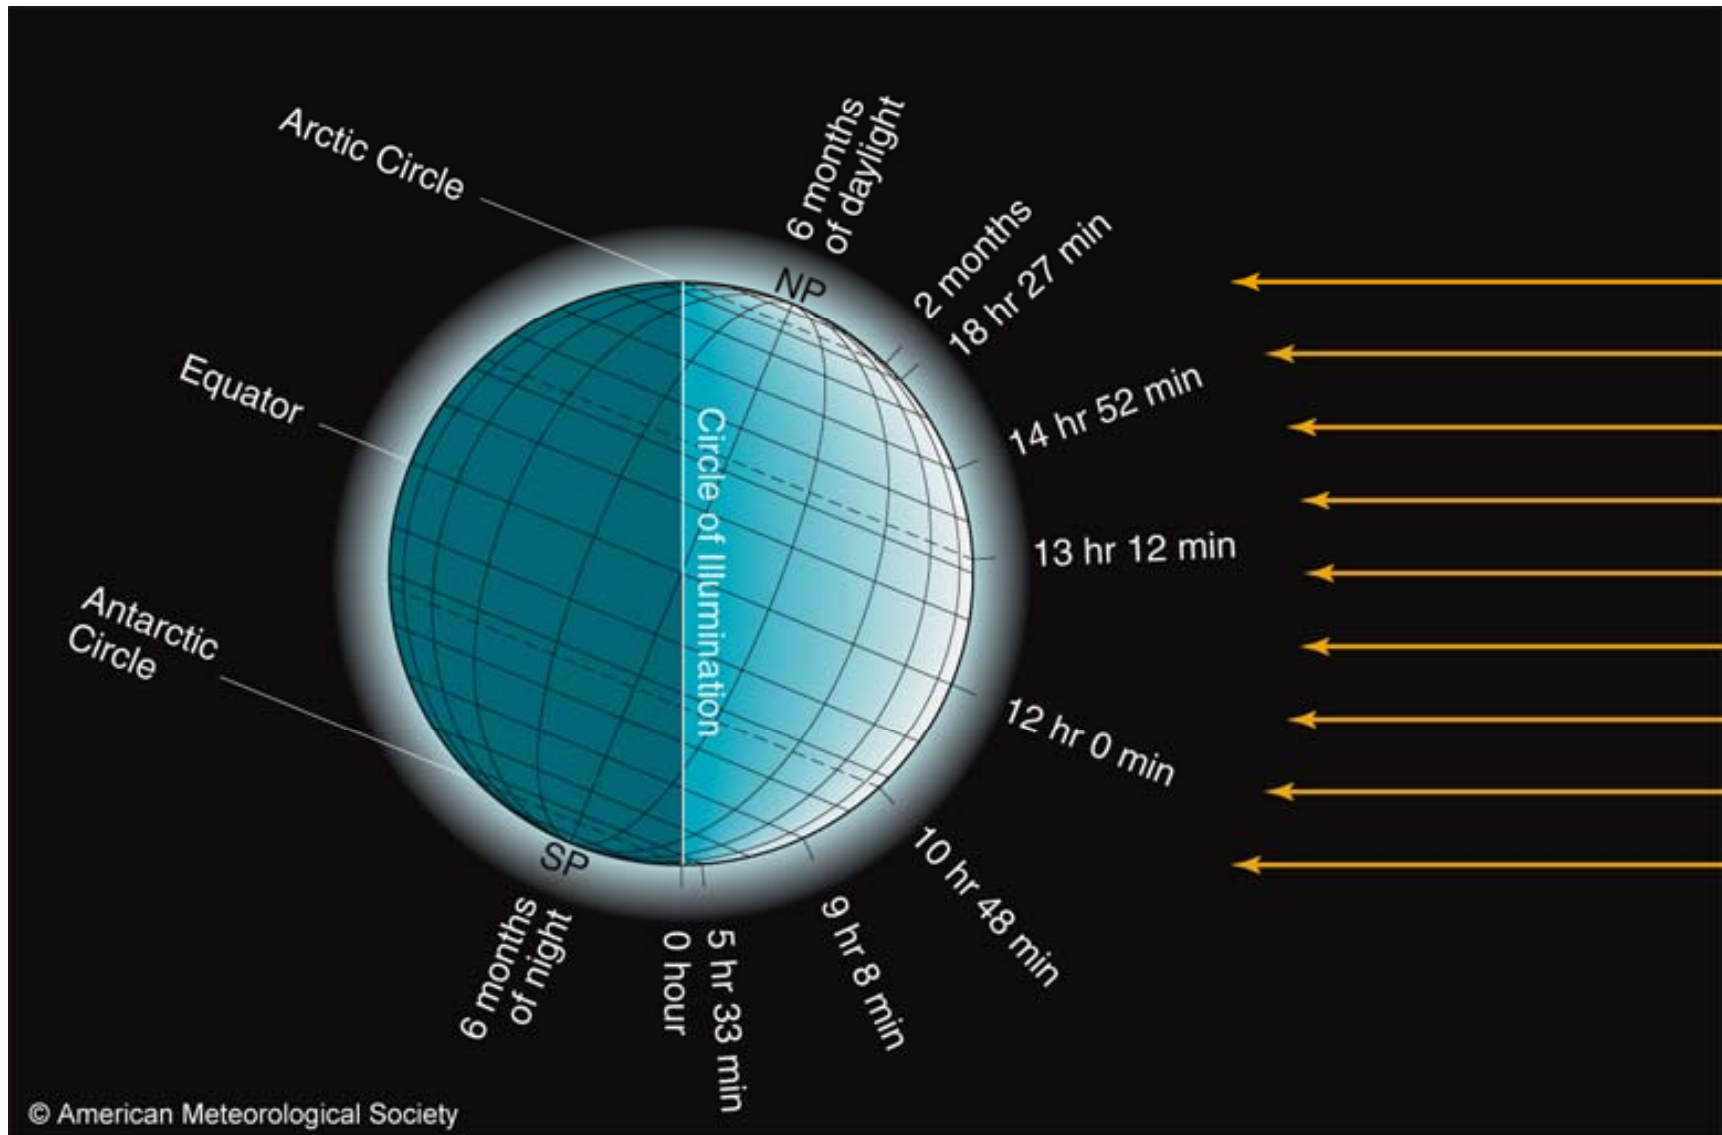 Arctic Circle
6 months
of daylight
NP
2 months
18 hr 27 min
Equator
14 hr 52 min
Circle of Illumination
13 hr 12 min
Antarctic
Circle
12 hr 0 min
SP
10 hr 48 min
6 months
of night
0 hour
5 hr 33 min
9 hr 8 min
© American Meteorological Society